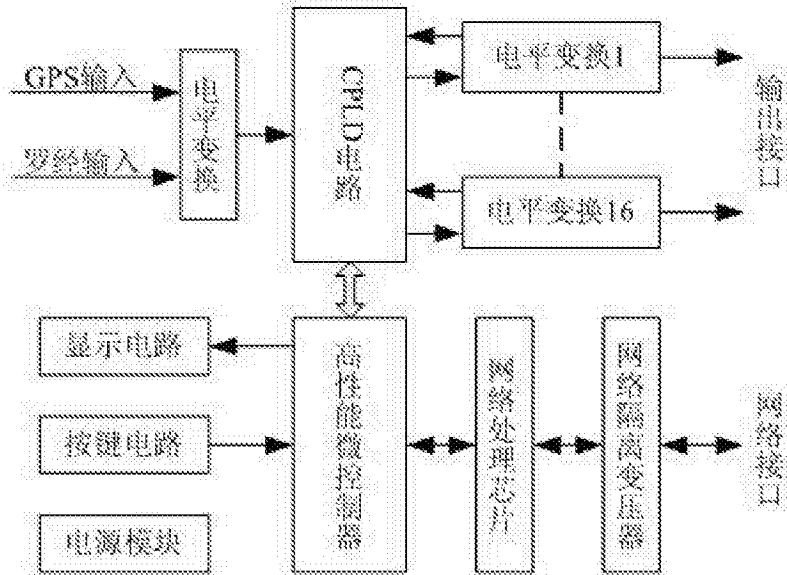 GPS输入
罗经输入
电平变换
CPLD电路
电平变换1
电平变换16
输出接口
显示电路
按键电路
电源模块
高性能微控制器
网络处理芯片
网络隔离变压器
网络接口